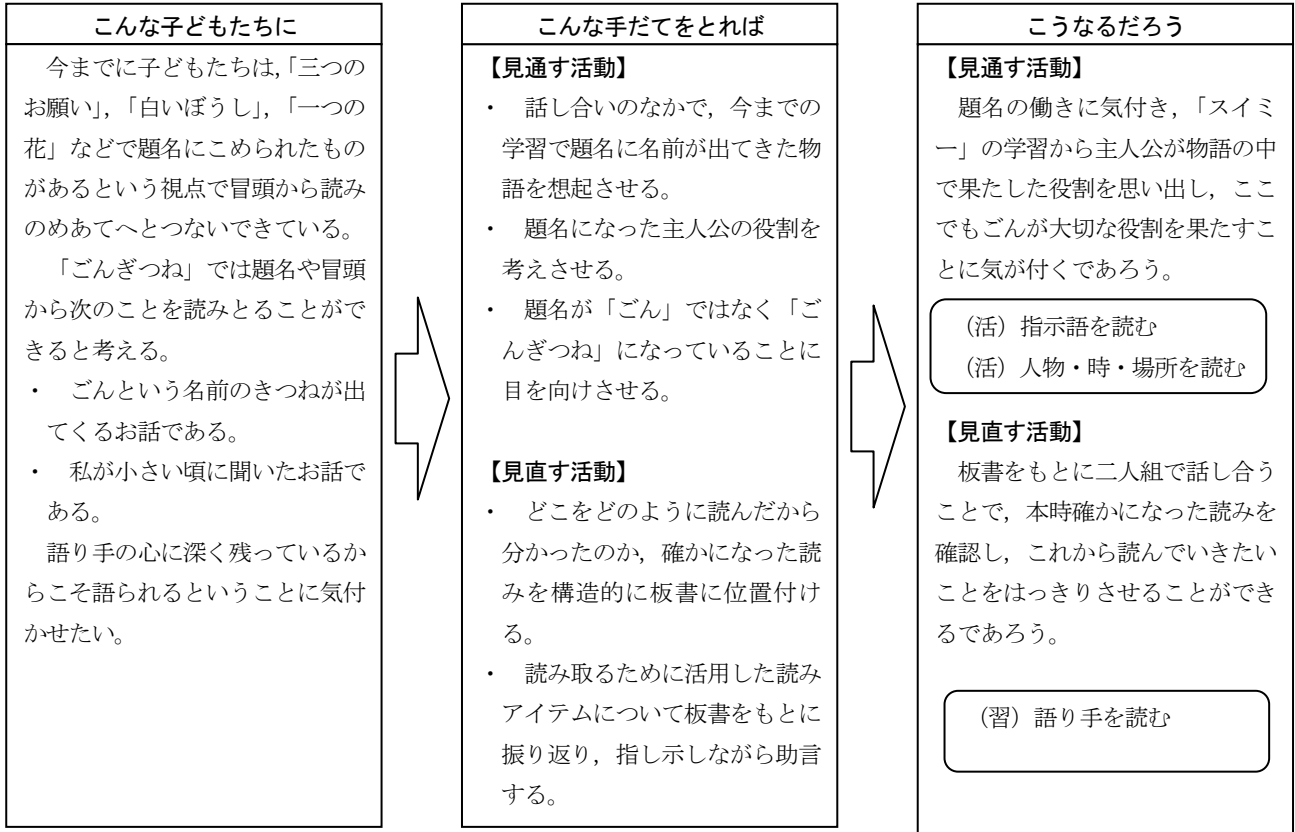 こんな子どもたちに
今までに子どもたちは，「三つの
お願い」，「白いぼうし」，「一つの
花」などで題名にこめられたもの
があるという視点で冒頭から読み
のめあてへとつないできている。
「ごんぎつね」では題名や冒頭
から次のことを読みとることがで
きると考える。
・　ごんという名前のきつねが出
てくるお話である。
・　私が小さい頃に聞いたお話で
ある。
語り手の心に深く残っているか
らこそ語られるということに気付
かせたい。
こんな手だてをとれば
【見通す活動】
・　話し合いのなかで，今までの
学習で題名に名前が出てきた物
語を想起させる。
・　題名になった主人公の役割を
考えさせる。
・　題名が「ごん」ではなく「ご
んぎつね」になっていることに
目を向けさせる。
【見直す活動】
・　どこをどのように読んだから
分かったのか，確かになった読
みを構造的に板書に位置付け
る。
・　読み取るために活用した読み
アイテムについて板書をもとに
振り返り，指し示しながら助言
する。
こうなるだろう
【見通す活動】
題名の働きに気付き，「スイミ
ー」の学習から主人公が物語の中
で果たした役割を思い出し，ここ
でもごんが大切な役割を果たすこ
とに気が付くであろう。
（活）指示語を読む
（活）人物・時・場所を読む
【見直す活動】
板書をもとに二人組で話し合う
ことで，本時確かになった読みを
確認し，これから読んでいきたい
ことをはっきりさせることができ
るであろう。
（習）語り手を読む